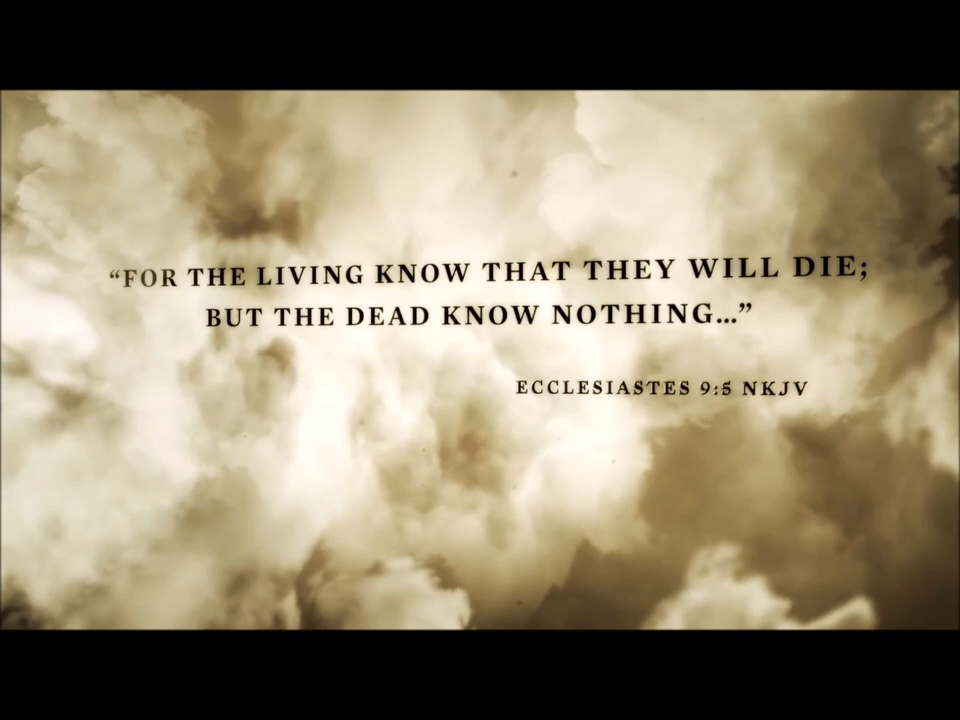 “FOR THE LIVING KNOW THAT THEY WILL DIE;
BUT THE DEAD KNOW NOTHING...”
ECCLESIASTES 9:5 NKJV